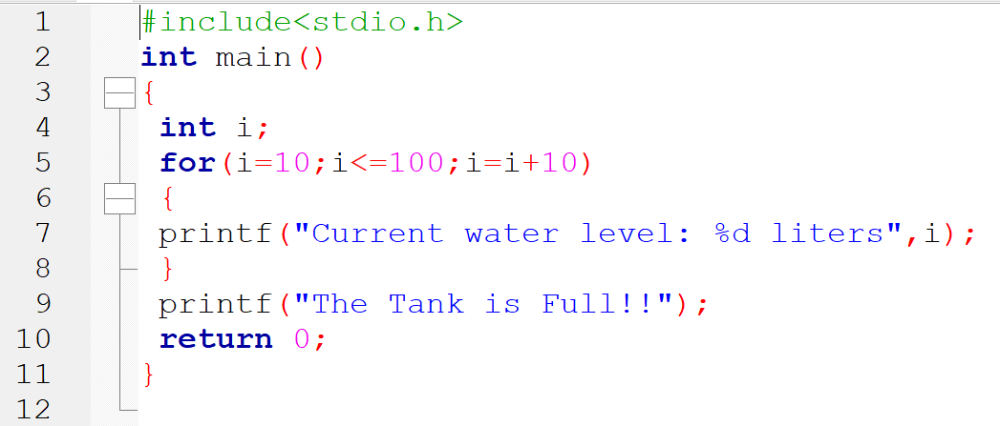 1 #include<stdio.h>
2 int main()
3 {
4 int i;
5 for(i=10;i<=100;i=i+10)
6 {
7 printf("Current water level: %d liters",i);
8 }
9 printf("The Tank is Full!!");
10 return 0;
11 }
12